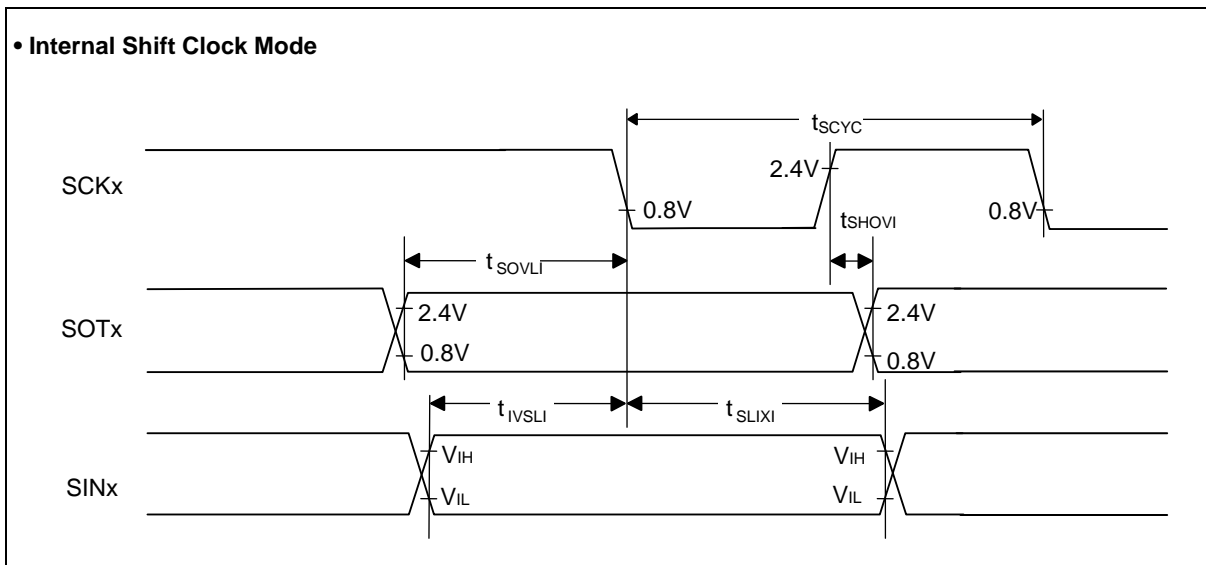 • Internal Shift Clock Mode
tSCYC
SCKx
2.4V
0.8V
0.8V
tSHOVI
tSOVLI
SOTx
2.4V
2.4V
0.8V
0.8V
tIVSLI
tSLIXI
SINx
VIH
VIH
VIL
VIL